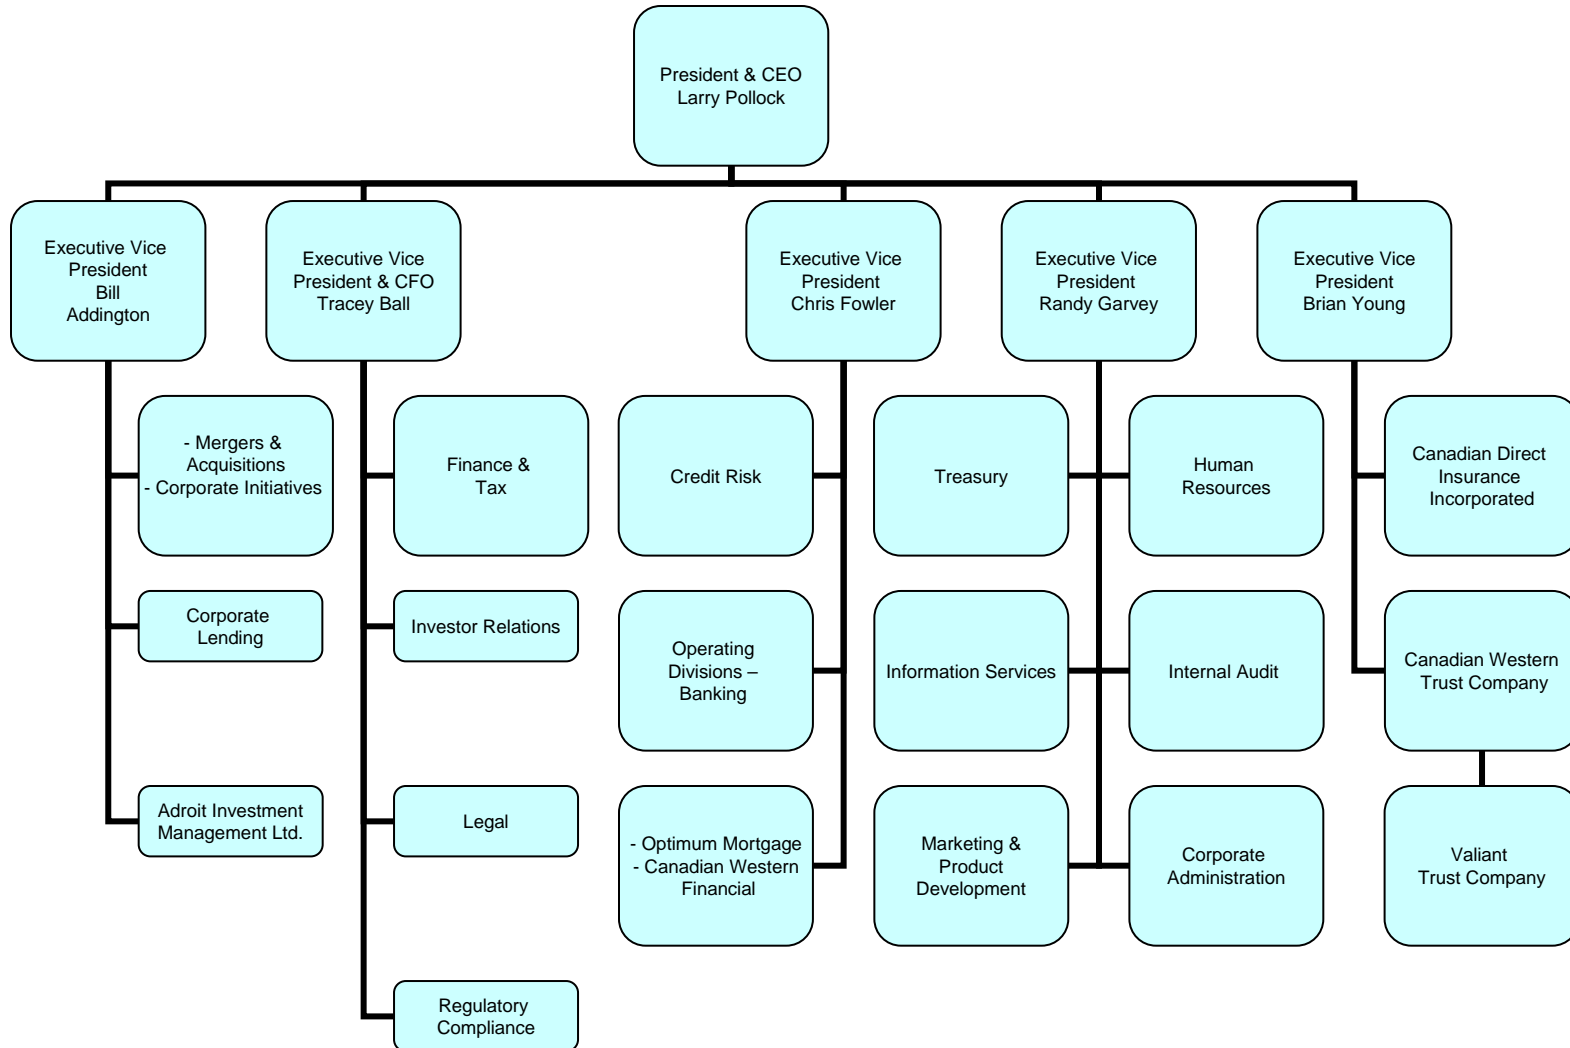 President & CEO
Larry Pollock
Executive Vice
President
Bill
Addington
Executive Vice
President & CFO
Tracey Ball
Executive Vice
President
Chris Fowler
Executive Vice
President
Randy Garvey
Executive Vice
President
Brian Young
- Mergers &
Acquisitions
- Corporate Initiatives
Finance &
Tax
Credit Risk
Treasury
Human
Resources
Canadian Direct
Insurance
Incorporated
Corporate
Lending
Investor Relations
Operating
Divisions –
Banking
Information Services
Internal Audit
Canadian Western
Trust Company
Adroit Investment
Management Ltd.
Legal
- Optimum Mortgage
- Canadian Western
Financial
Marketing &
Product
Development
Corporate
Administration
Valiant
Trust Company
Regulatory
Compliance